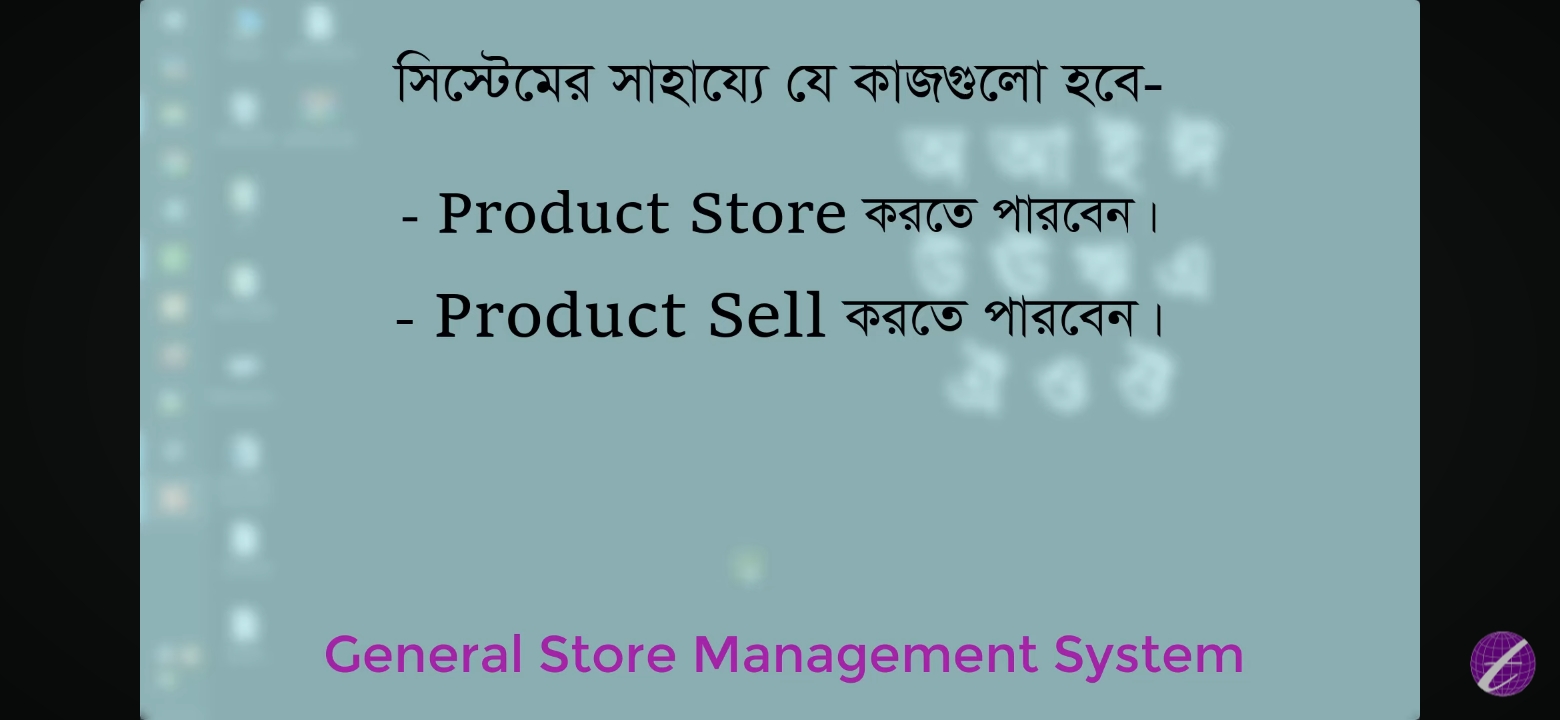 সিস্টেমের সাহায্যে যে কাজগুলো হবে-
অ আ ই ঈ
- Product Store করতে পারবেন।
উ ঊ ঋ এ
- Product Sell করতে পারবেন।
ঐ ও ঔ
General Store Management System